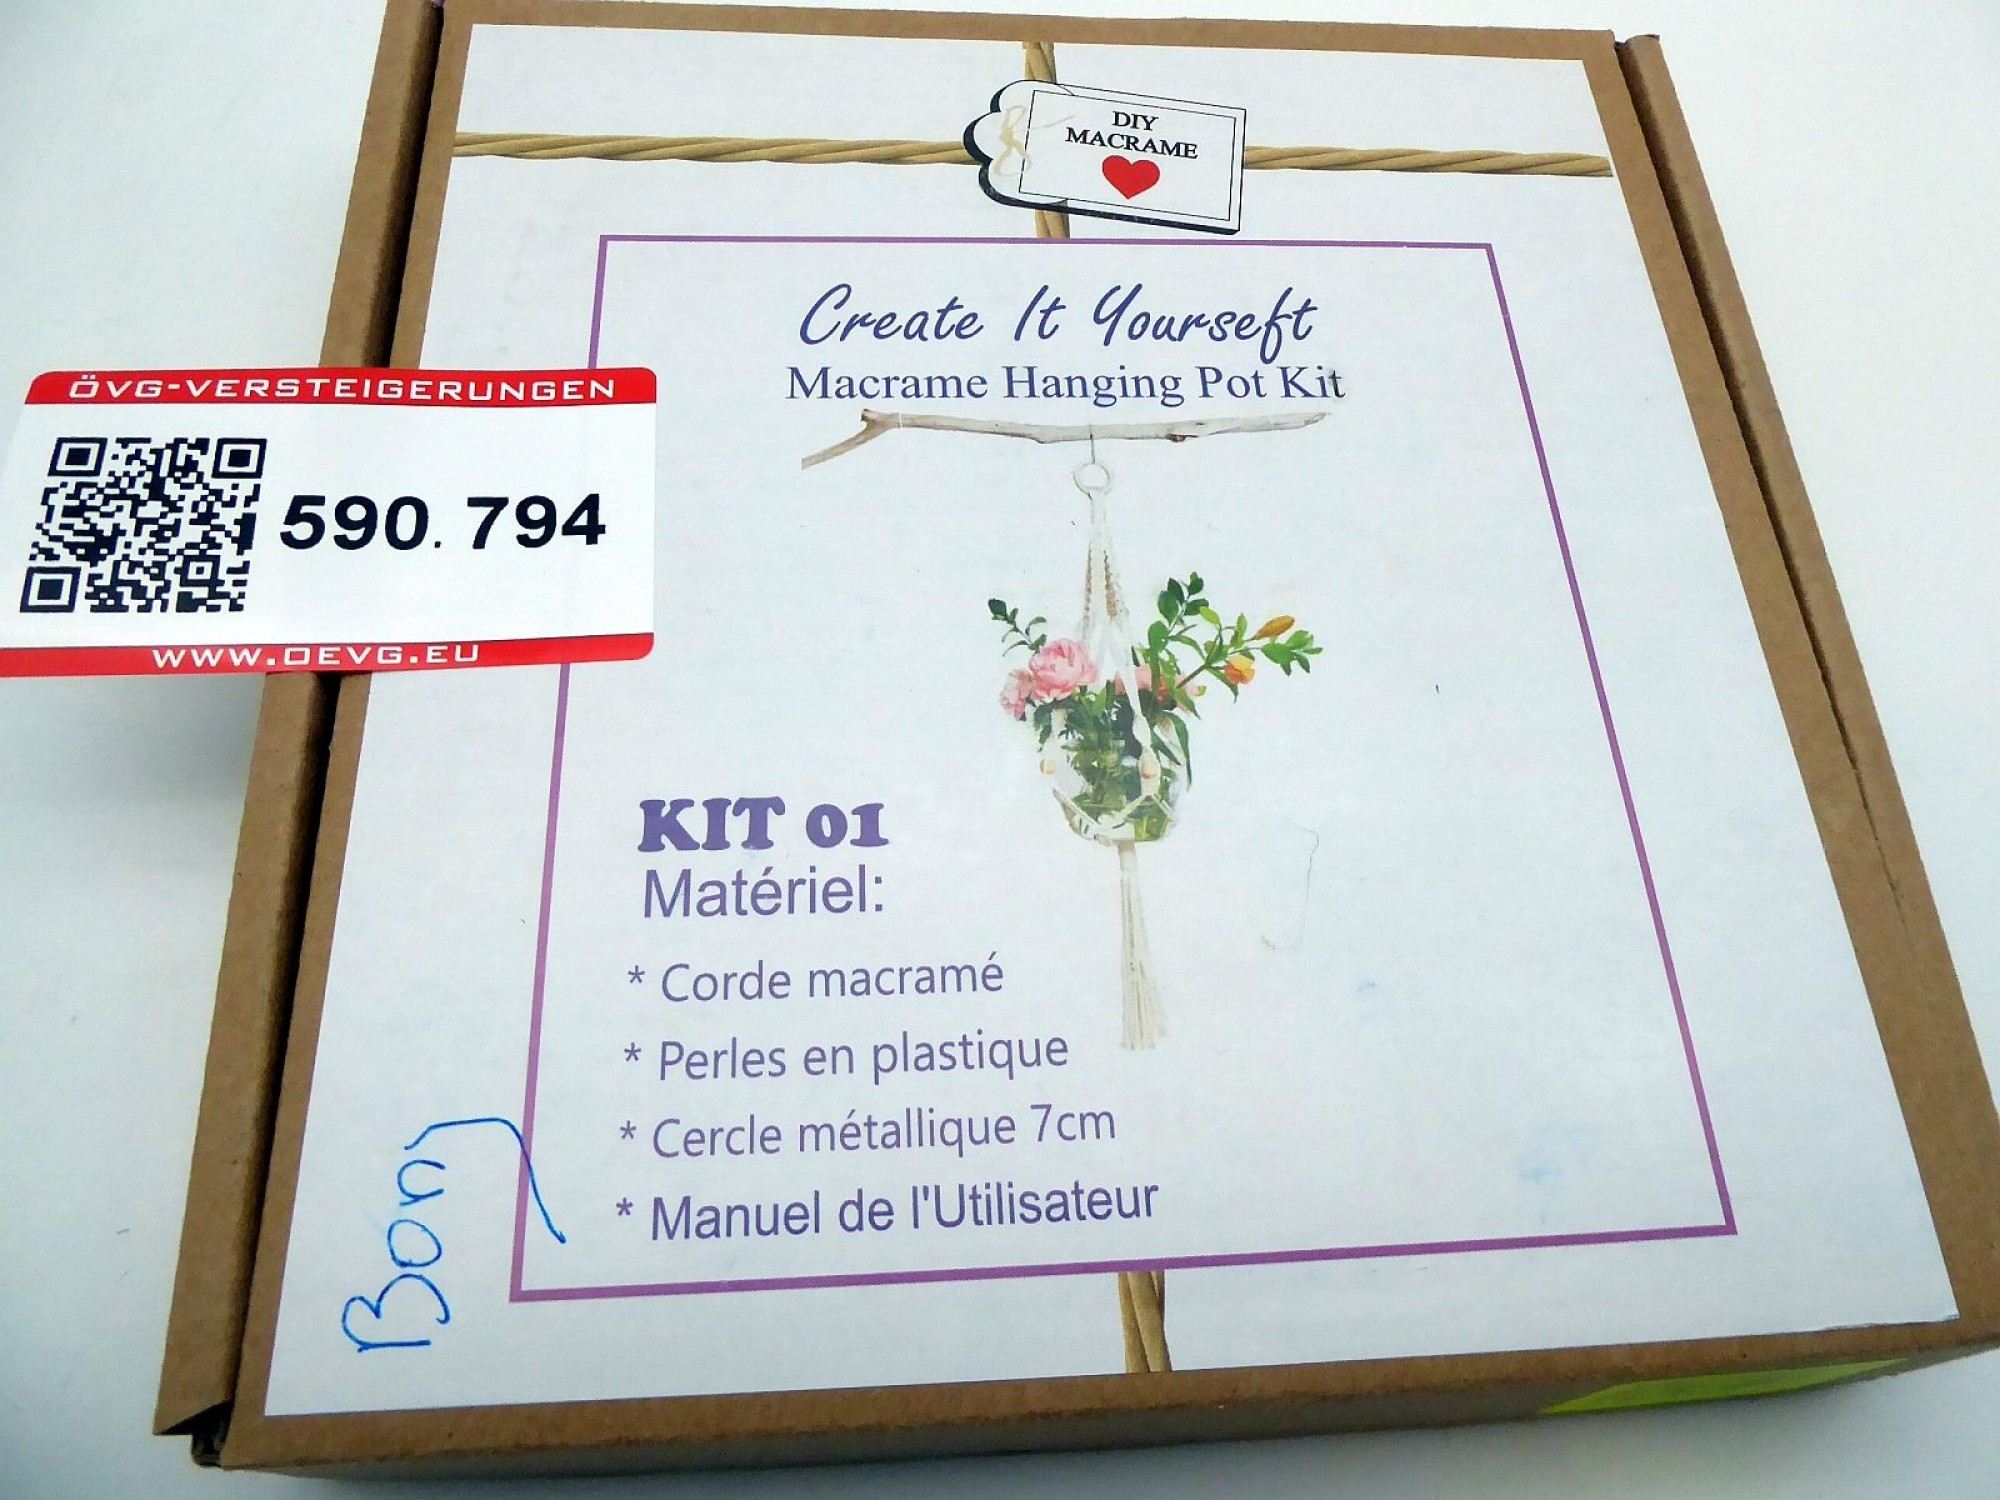 DIY
MACRAME
Create It Yourseft
Macrame Hanging Pot Kit
ÖVG-VERSTEIGERUNGEN
590.794
WWW.OEVG.EU
KIT 01
Matériel:
* Corde macramé
* Perles en plastique
* Cercle métallique 7cm
* Manuel de l'Utilisateur
Bon